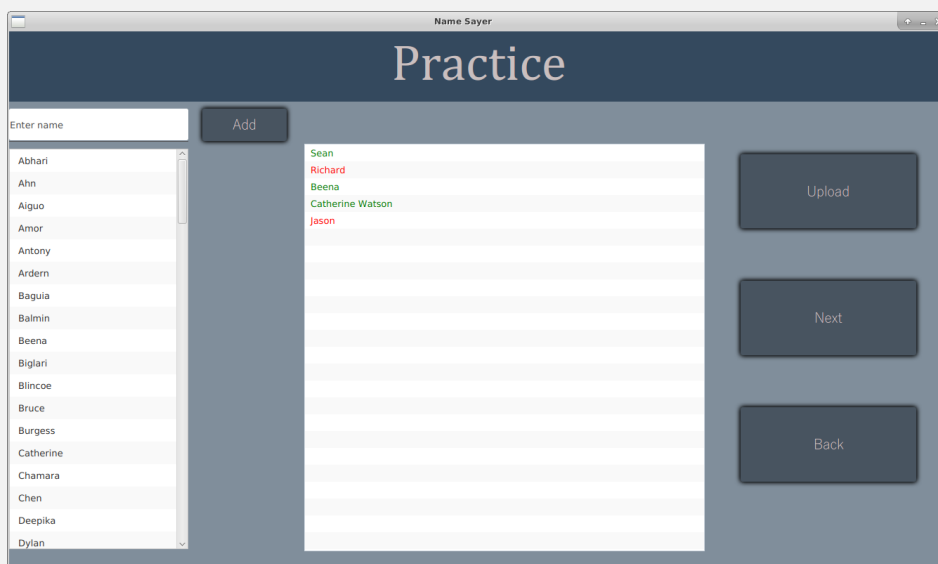 Name Sayer
Practice
Enter name
Add
Abhari
Ahn
Aiguo
Amor
Antony
Ardern
Baguia
Balmin
Beena
Biglari
Blincoe
Bruce
Burgess
Catherine
Chamara
Chen
Deepika
Dylan
Sean
Richard
Beena
Catherine Watson
Jason
Upload
Next
Back